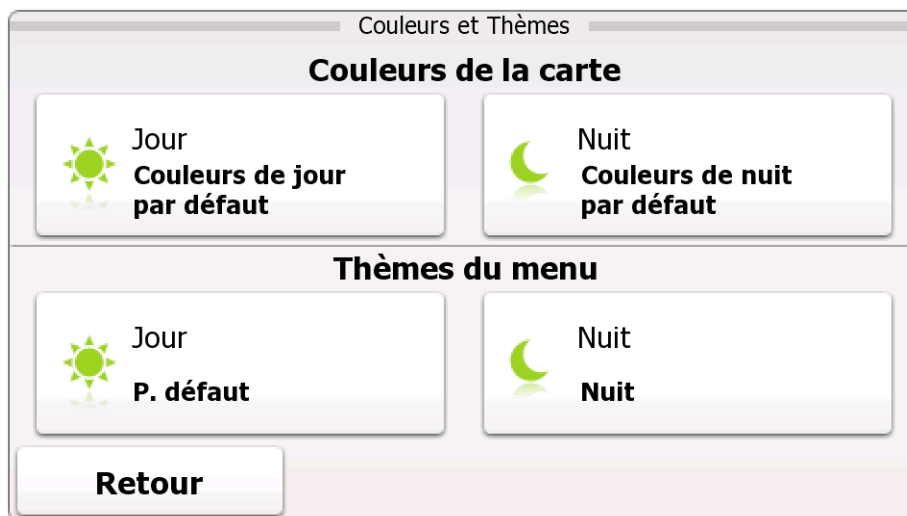 Couleurs et Thèmes
Couleurs de la carte
Jour
Couleurs de jour
par défaut
Nuit
Couleurs de nuit
par défaut
Thèmes du menu
Jour
P. défaut
Nuit
Nuit
Retour